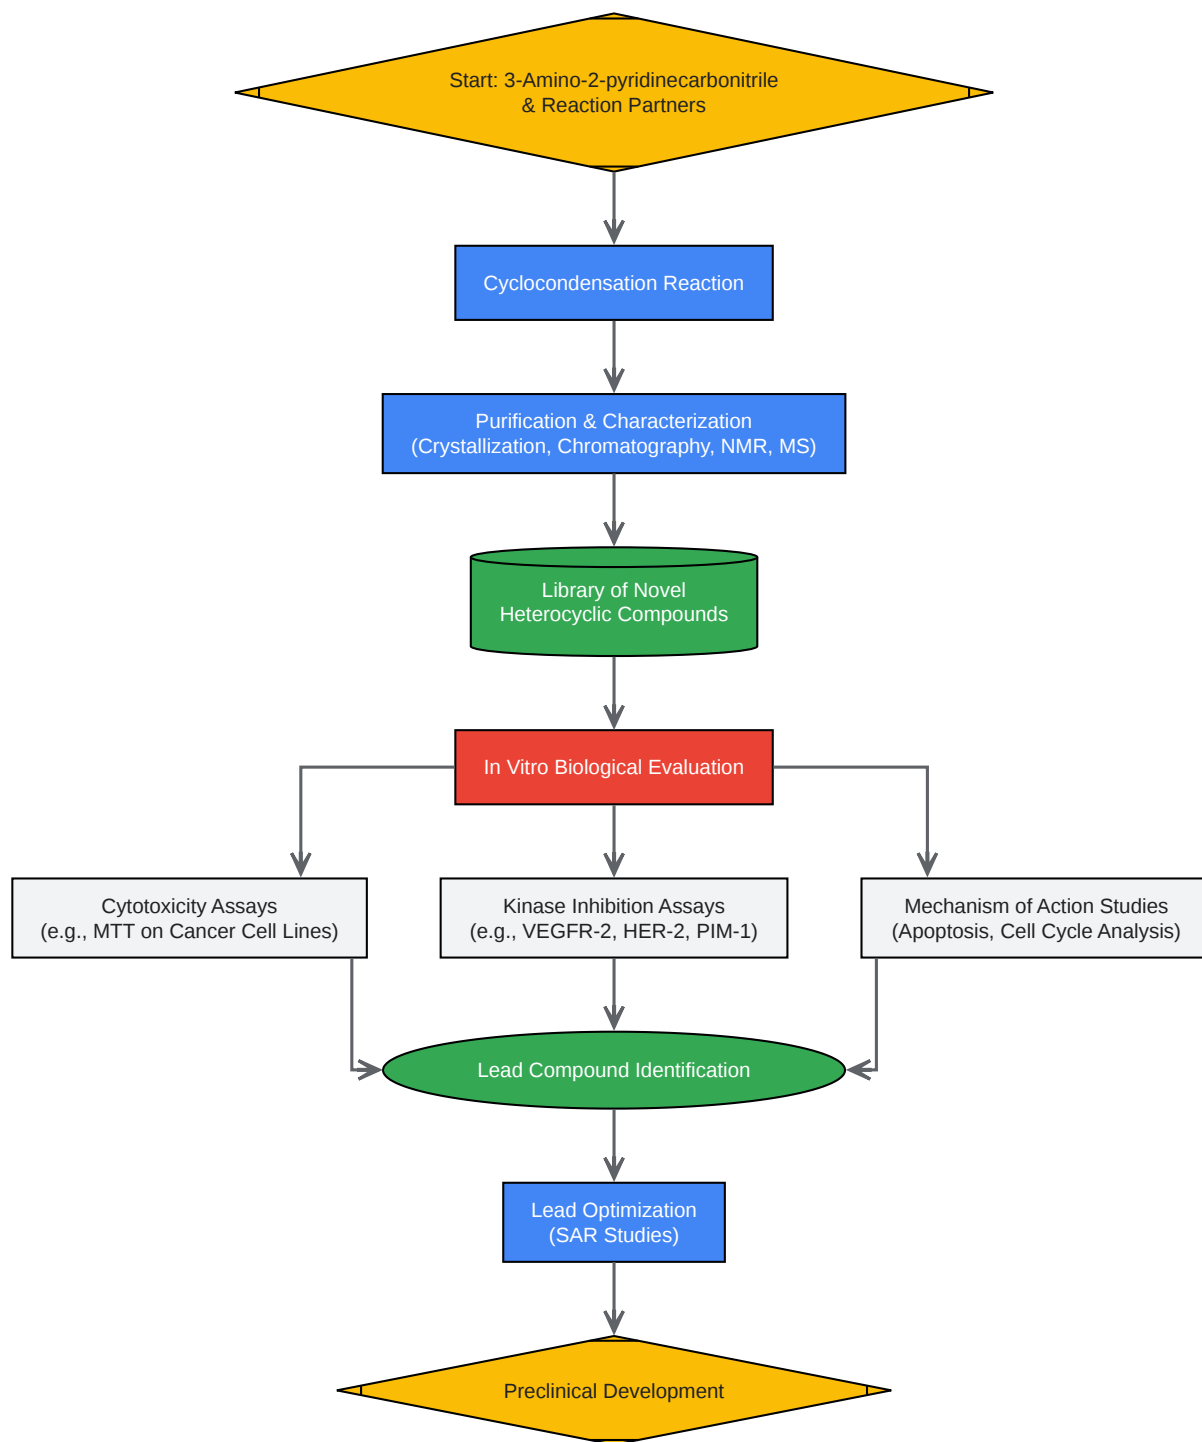 Start: 3-Amino-2-pyridinecarbonitrile
& Reaction Partners
Cyclocondensation Reaction
Purification & Characterization
(Crystallization, Chromatography, NMR, MS)
Library of Novel
Heterocyclic Compounds
In Vitro Biological Evaluation
Cytotoxicity Assays
(e.g., MTT on Cancer Cell Lines)
Kinase Inhibition Assays
(e.g., VEGFR-2, HER-2, PIM-1)
Mechanism of Action Studies
(Apoptosis, Cell Cycle Analysis)
Lead Compound Identification
Lead Optimization
(SAR Studies)
Preclinical Development